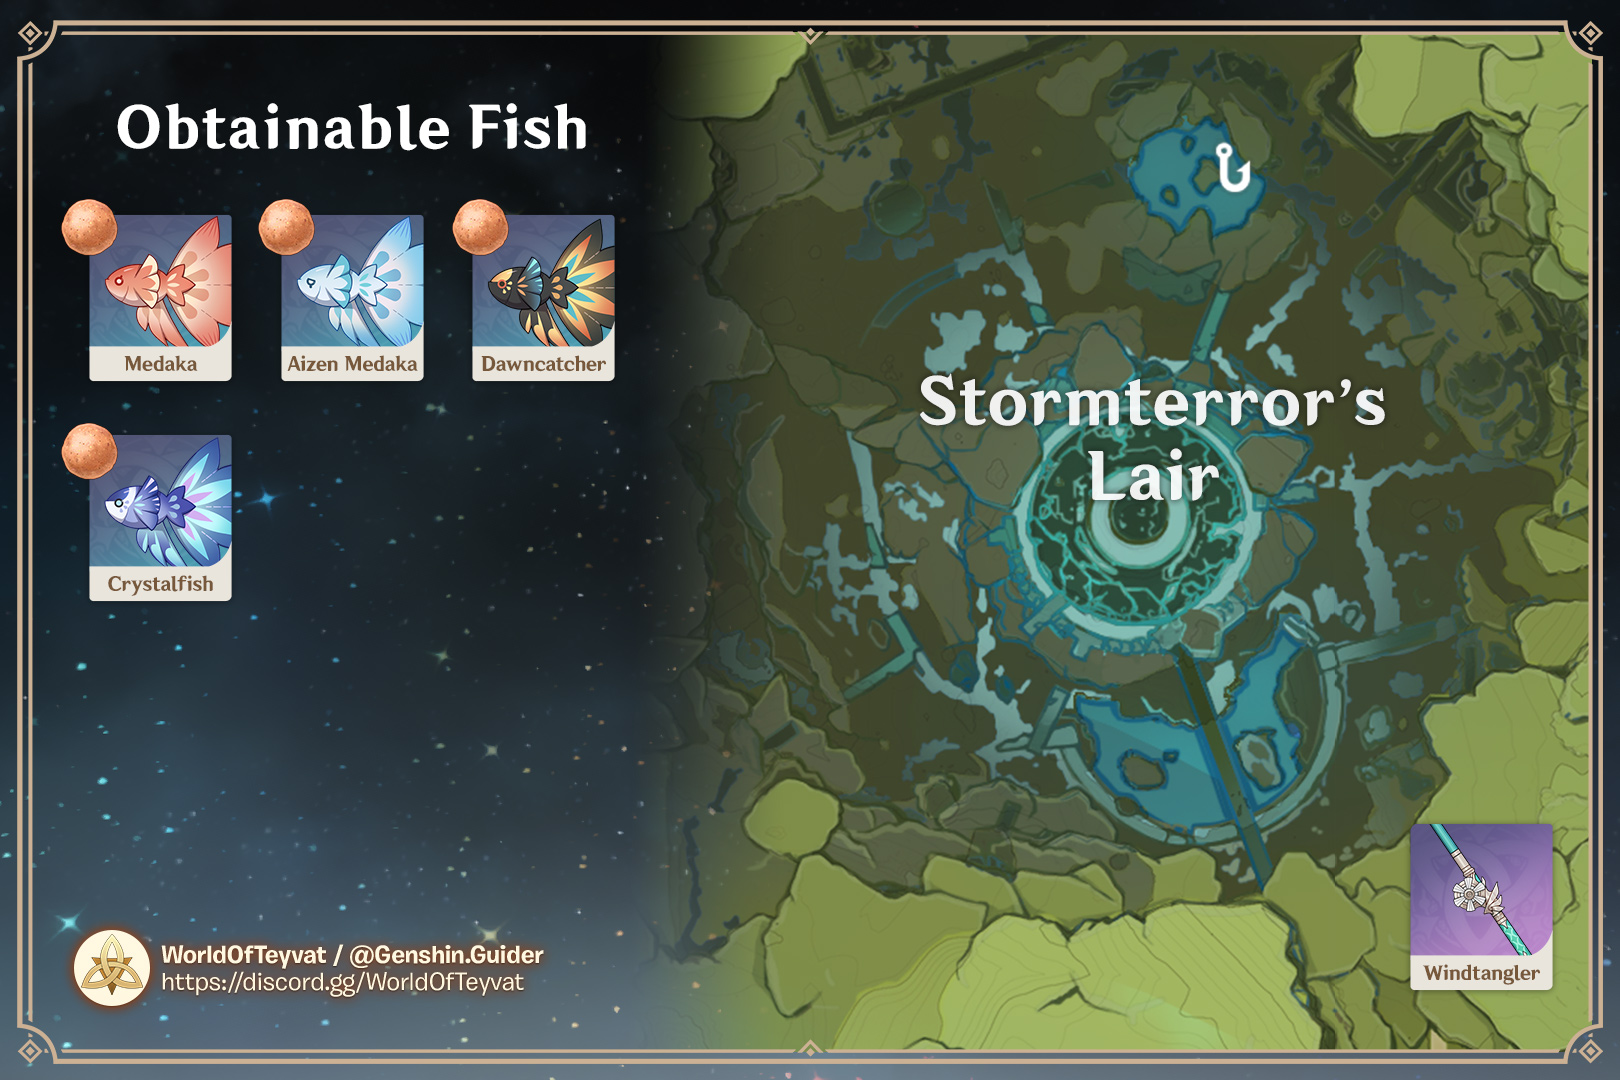 Obtainable Fish
Medaka
Aizen Medaka
Dawncatcher
Crystalfish
Stormterror’s
Lair
Windtangler
WorldOfTeyvat / @Genshin.Guider
https://discord.gg/WorldOfTeyvat